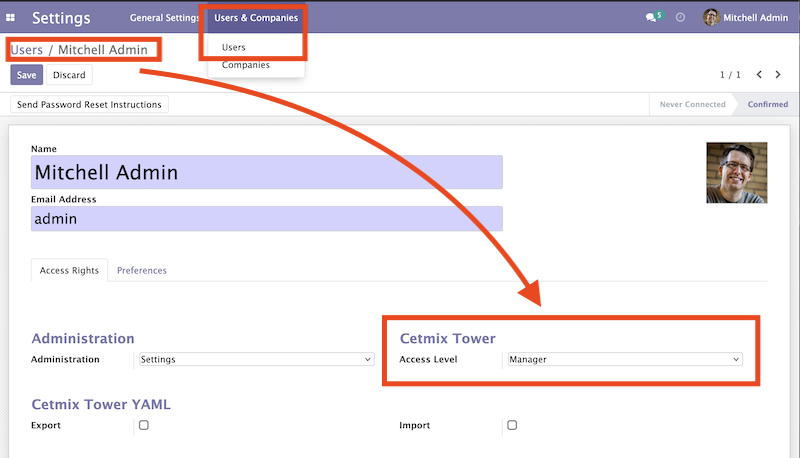 Settings General Settings Users & Companies 5 Mitchell Admin
Users / Mitchell Admin
Users
Companies
Save Discard 1 / 1
Send Password Reset Instructions Never Connected Confirmed
Name
Mitchell Admin
Email Address
admin
Access Rights Preferences
Administration Cetmix Tower
Administration Settings Access Level Manager
Cetmix Tower YAML
Export Import